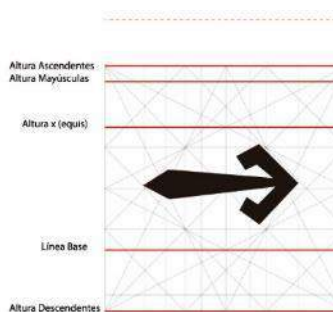 Altura Ascendentes
Altura Mayúsculas
Altura x (equis)
Línea Base
Altura Descendentes